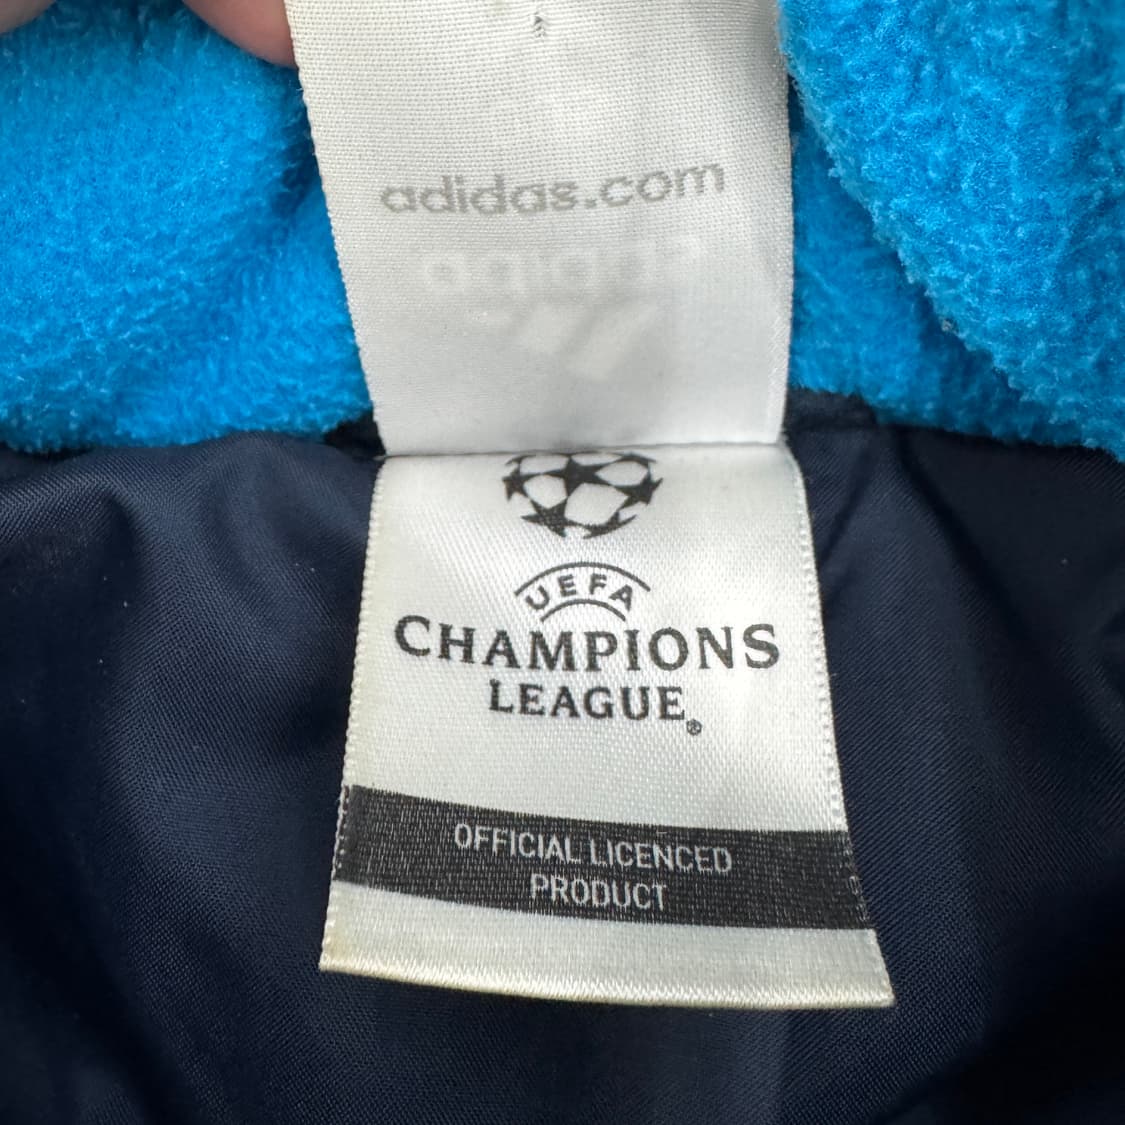 adidas.com
UEFA
CHAMPIONS
LEAGUE®
OFFICIAL LICENCED
PRODUCT